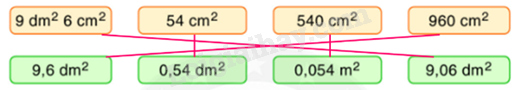 9 dm² 6 cm² 54 cm² 540 cm² 960 cm²
9,6 dm² 0,54 dm² 0,054 m² 9,06 dm²